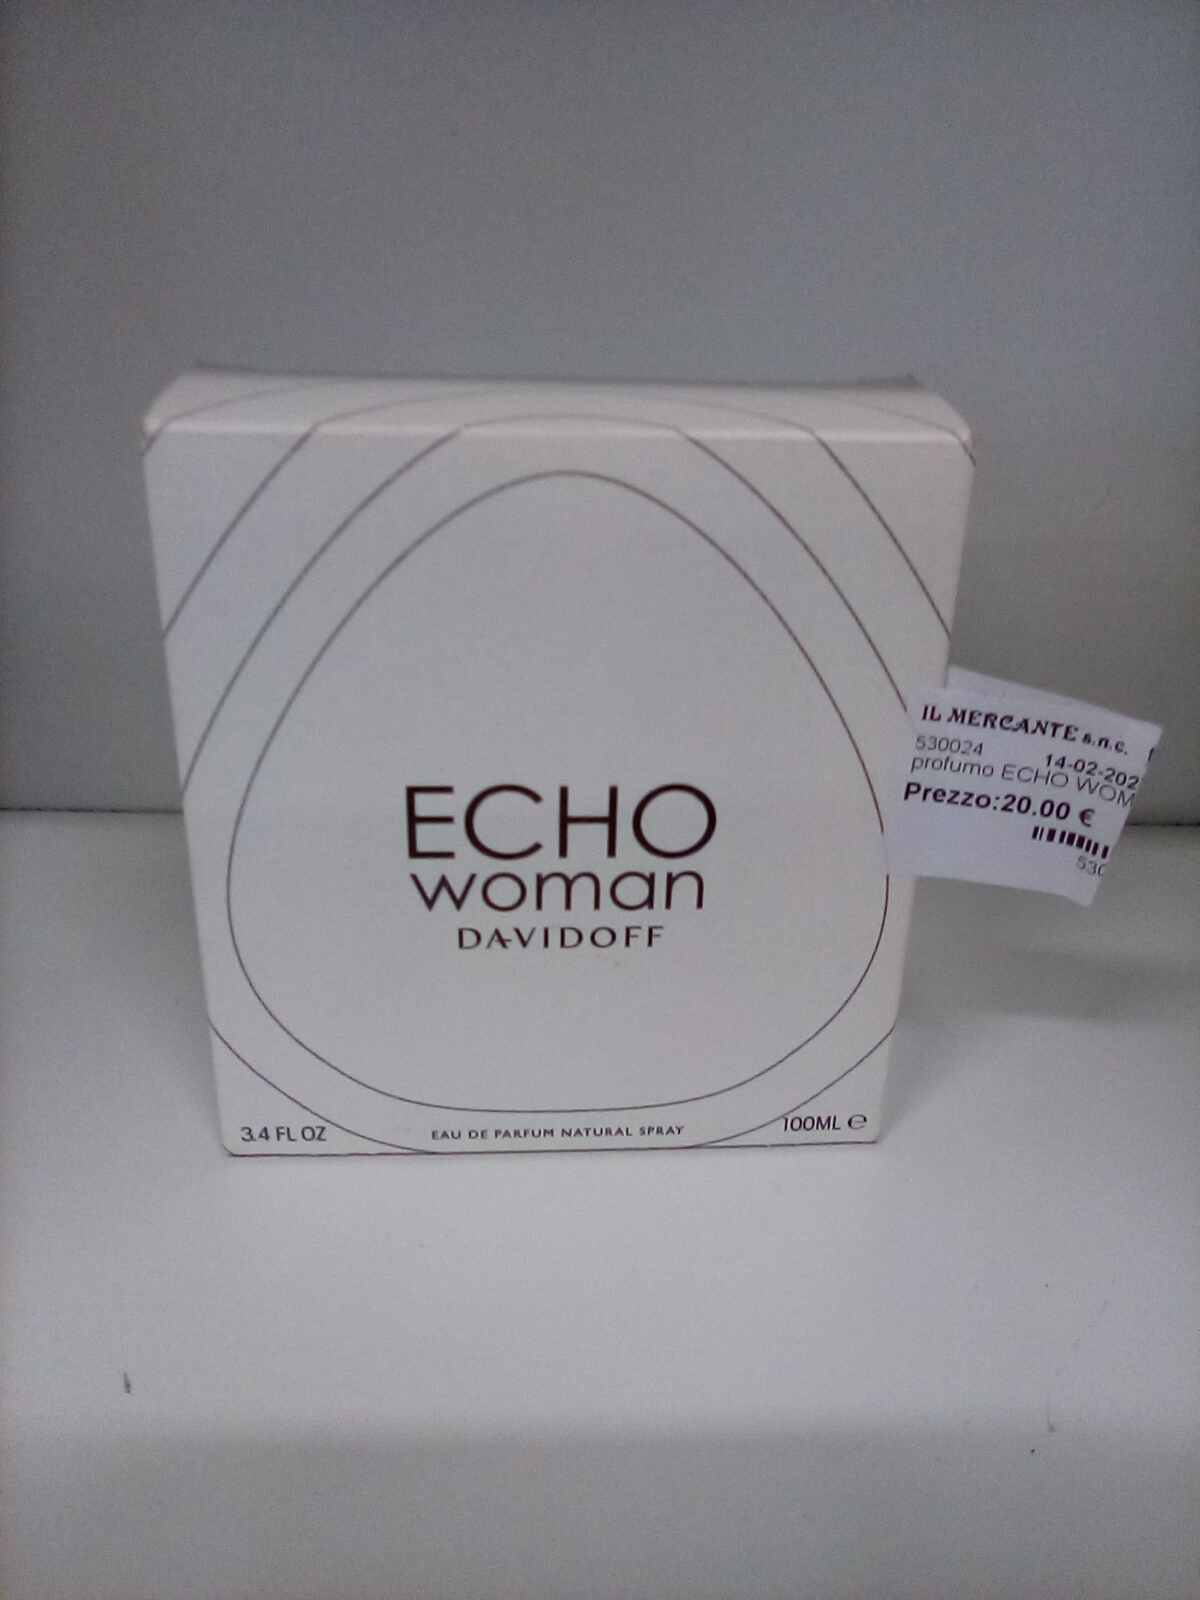 ECHO
woman
DAVIDOFF
3.4 FL OZ
EAU DE PARFUM NATURAL SPRAY
100ML ℮
IL MERCANTE s.n.c.
530024
14-02-202
profumo ECHO WOM
Prezzo:20.00 €
530